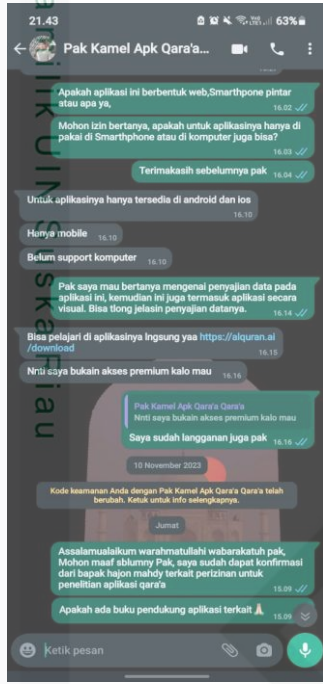 21.43
63%
Pak Kamel Apk Qara'a...
Apakah aplikasi ini berbentuk web,Smarthpone pintar
atau apa ya,
16.02
Mohon izin bertanya, apakah untuk aplikasinya hanya di
pakai di Smarthphone atau di komputer juga bisa?
16.03
Terimakasih sebelumnya pak 16.04
Untuk aplikasinya hanya tersedia di android dan ios
16.10
Hanya mobile 16.10
Belum support komputer 16.10
Pak saya mau bertanya mengenai penyajian data pada
aplikasi ini, kemudian ini juga termasuk aplikasi secara
visual. Bisa tlong jelasin penyajian datanya. 16.14
Bisa pelajari di aplikasinya lngsung yaa https://alquran.ai
/download 16.15
Nnti saya bukain akses premium kalo mau 16.16
Pak Kamel Apk Qara'a Qara'a
Nnti saya bukain akses premium kalo mau
Saya sudah langganan juga pak 16.16
10 November 2023
Kode keamanan Anda dengan Pak Kamel Apk Qara'a Qara'a telah
berubah. Ketuk untuk info selengkapnya.
Jumat
Assalamualaikum warahmatullahi wabarakatuh pak,
Mohon maaf sblumny Pak, saya sudah dapat konfirmasi
dari bapak hajon mahdy terkait perizinan untuk
penelitian aplikasi qara'a 15.09
Apakah ada buku pendukung aplikasi terkait🙏 15.09
Ketik pesan
milik UIN Suska Riau